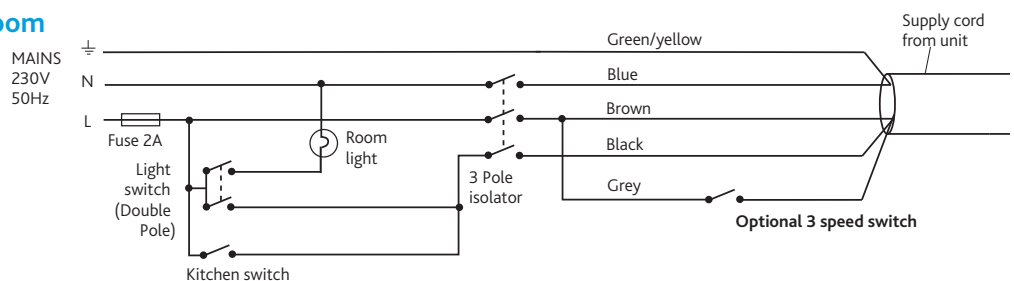 oom
MAINS
230V
50Hz
N
L
Fuse 2A
Light
switch
(Double
Pole)
Kitchen switch
Room
light
3 Pole
isolator
Green/yellow
Blue
Brown
Black
Grey
Optional 3 speed switch
Supply cord
from unit